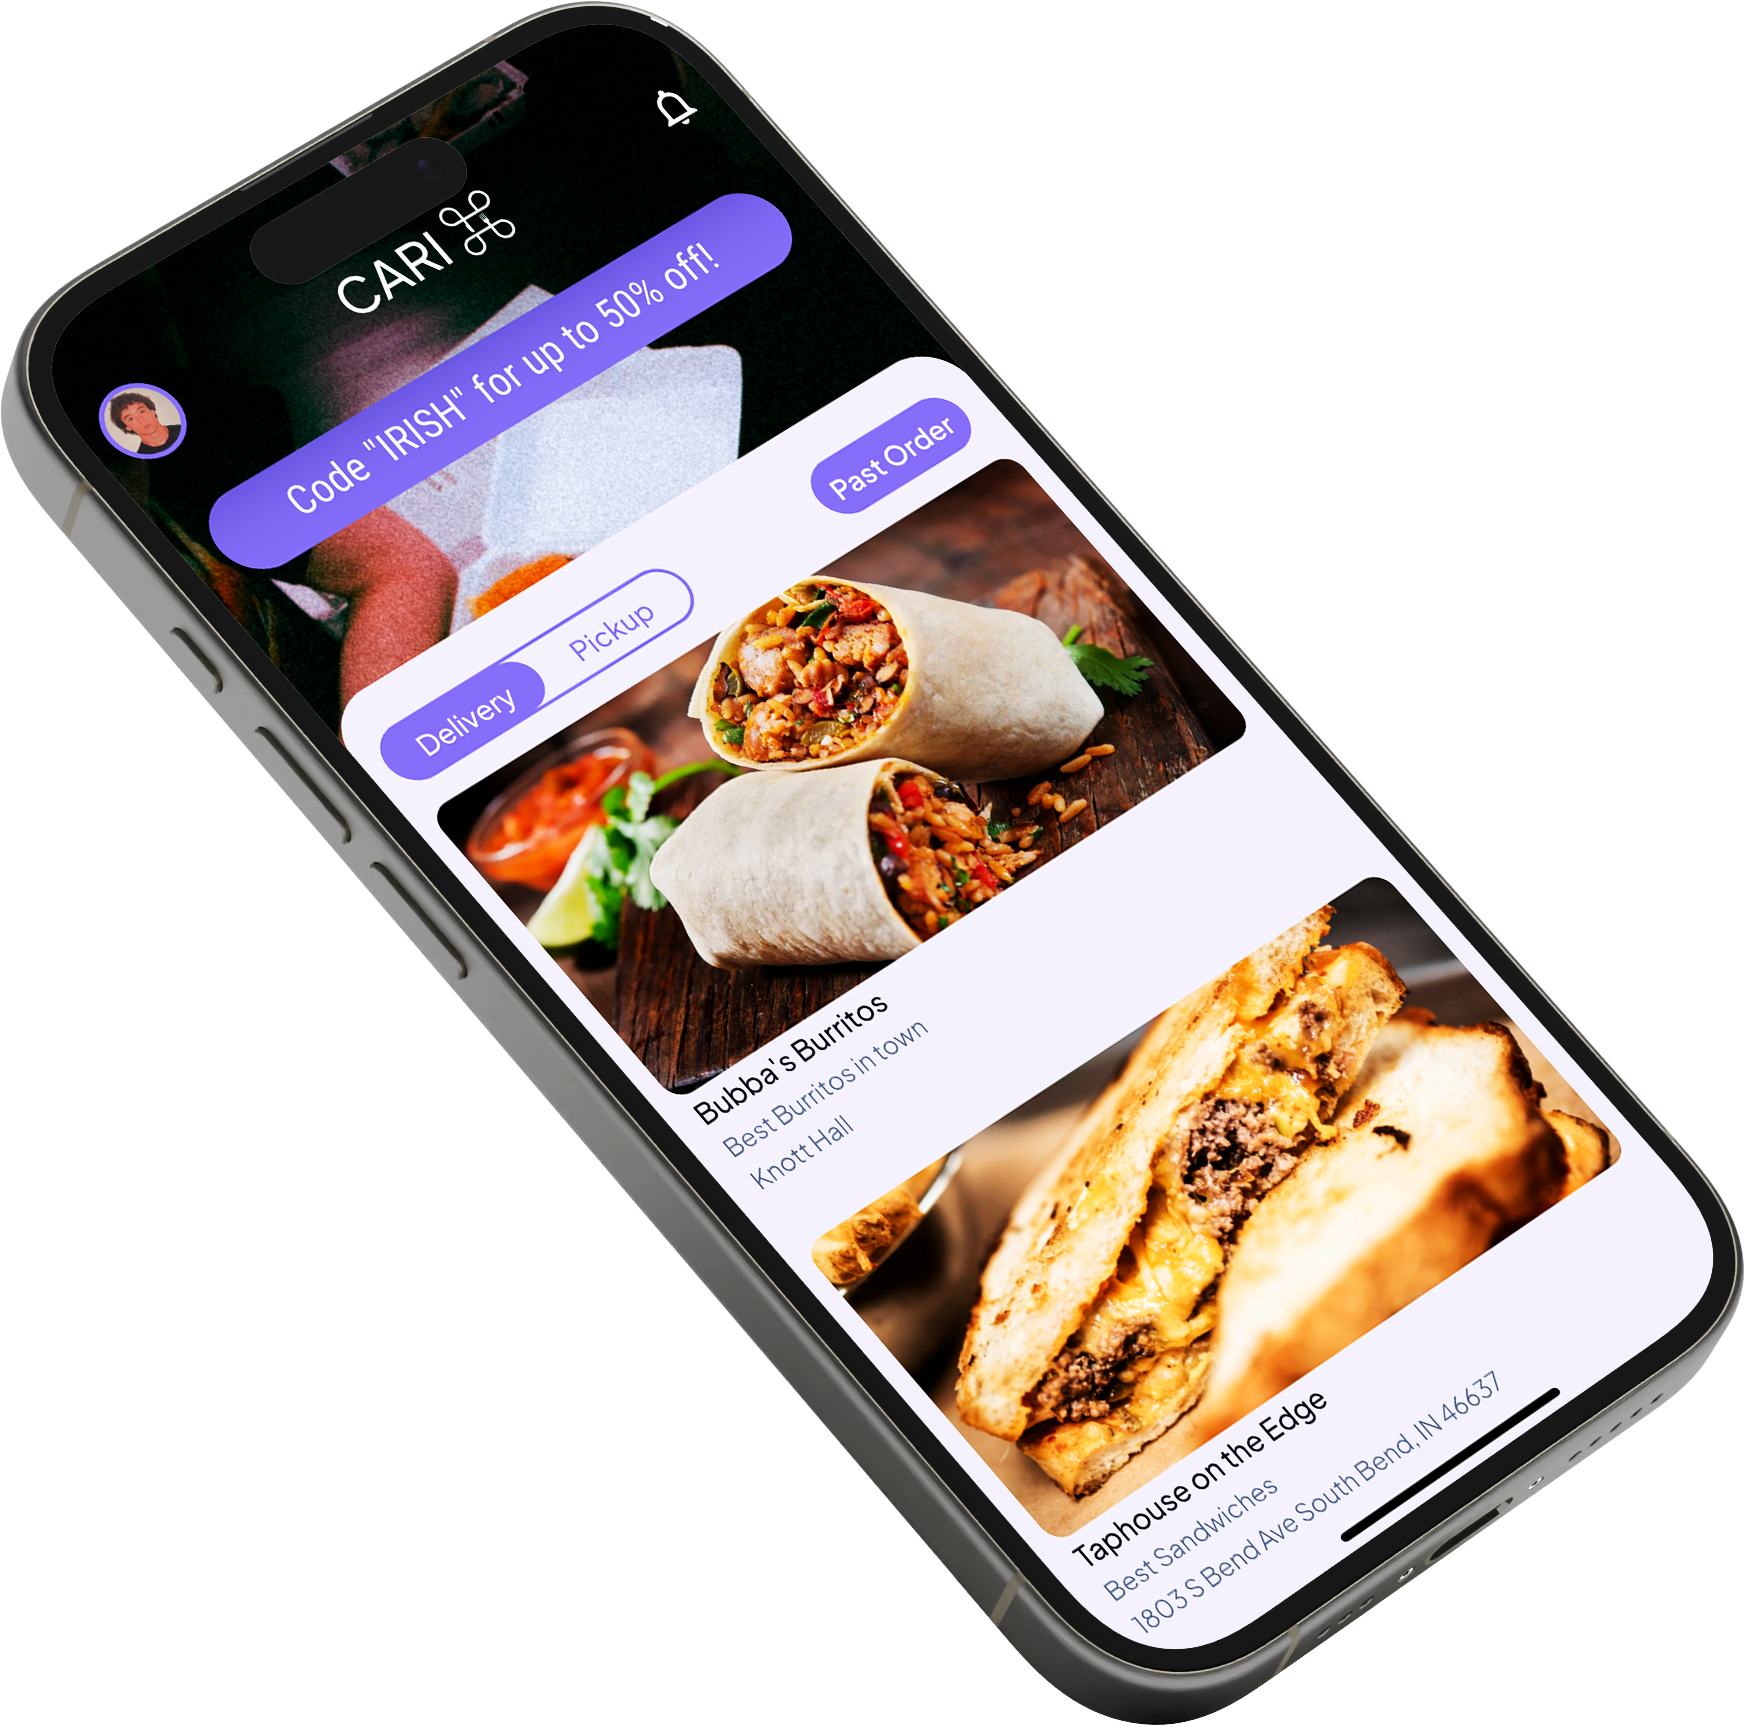 CARI
Code "IRISH" for up to 50% off!
Delivery
Pickup
Past Order
Bubba's Burritos
Best Burritos in town
Knott Hall
Taphouse on the Edge
Best Sandwiches
1803 S Bend Ave South Bend, IN 46637